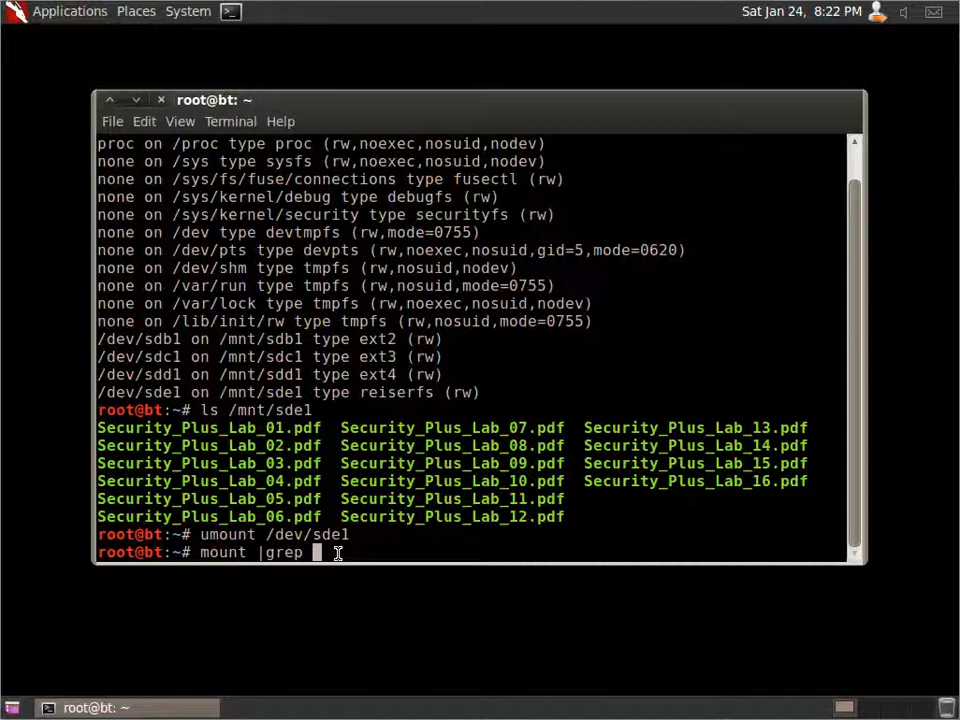 Applications Places System
Sat Jan 24, 8:22 PM
root@bt: ~
File Edit View Terminal Help
proc on /proc type proc (rw,noexec,nosuid,nodev)
none on /sys type sysfs (rw,noexec,nosuid,nodev)
none on /sys/fs/fuse/connections type fusectl (rw)
none on /sys/kernel/debug type debugfs (rw)
none on /sys/kernel/security type securityfs (rw)
none on /dev type devtmpfs (rw,mode=0755)
none on /dev/pts type devpts (rw,noexec,nosuid,gid=5,mode=0620)
none on /dev/shm type tmpfs (rw,nosuid,nodev)
none on /var/run type tmpfs (rw,nosuid,mode=0755)
none on /var/lock type tmpfs (rw,noexec,nosuid,nodev)
none on /lib/init/rw type tmpfs (rw,nosuid,mode=0755)
/dev/sdb1 on /mnt/sdb1 type ext2 (rw)
/dev/sdc1 on /mnt/sdc1 type ext3 (rw)
/dev/sdd1 on /mnt/sdd1 type ext4 (rw)
/dev/sde1 on /mnt/sde1 type reiserfs (rw)
root@bt:~# ls /mnt/sde1
Security_Plus_Lab_01.pdf Security_Plus_Lab_07.pdf Security_Plus_Lab_13.pdf
Security_Plus_Lab_02.pdf Security_Plus_Lab_08.pdf Security_Plus_Lab_14.pdf
Security_Plus_Lab_03.pdf Security_Plus_Lab_09.pdf Security_Plus_Lab_15.pdf
Security_Plus_Lab_04.pdf Security_Plus_Lab_10.pdf Security_Plus_Lab_16.pdf
Security_Plus_Lab_05.pdf Security_Plus_Lab_11.pdf
Security_Plus_Lab_06.pdf Security_Plus_Lab_12.pdf
root@bt:~# umount /dev/sde1
root@bt:~# mount |grep
root@bt: ~